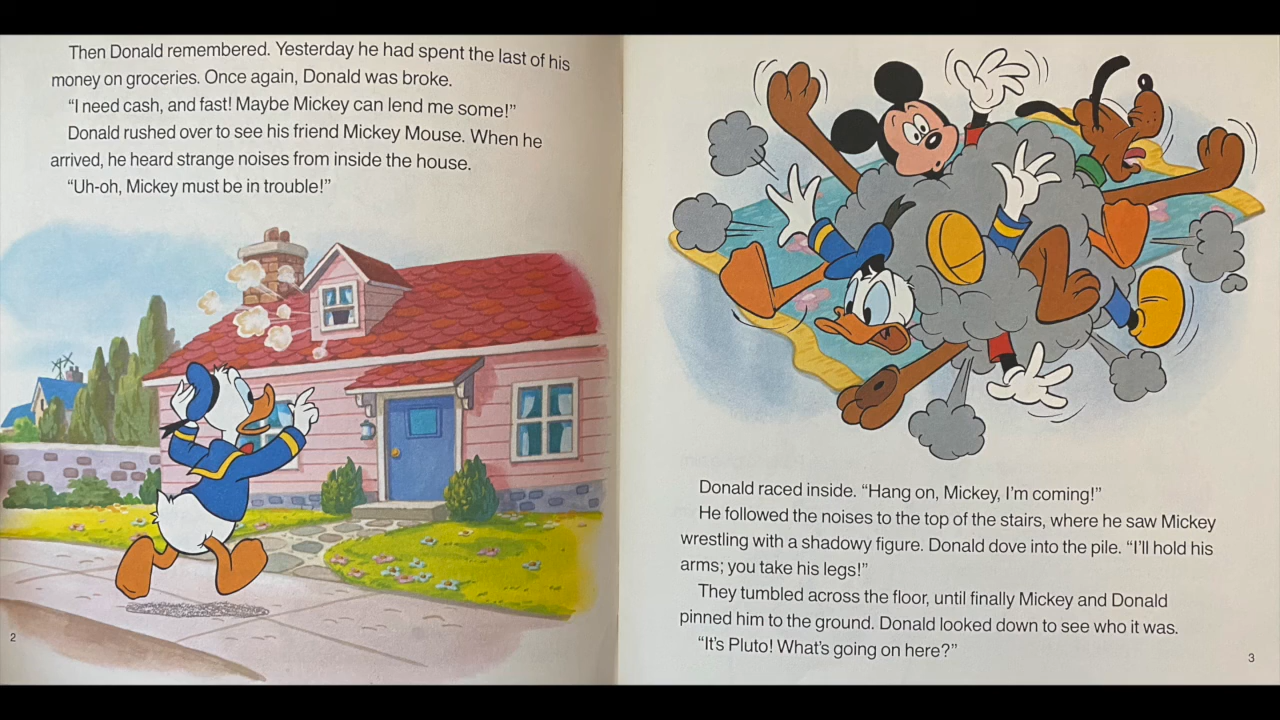 Then Donald remembered. Yesterday he had spent the last of his
money on groceries. Once again, Donald was broke.
“I need cash, and fast! Maybe Mickey can lend me some!”
Donald rushed over to see his friend Mickey Mouse. When he
arrived, he heard strange noises from inside the house.
“Uh-oh, Mickey must be in trouble!”
2
Donald raced inside. “Hang on, Mickey, I’m coming!”
He followed the noises to the top of the stairs, where he saw Mickey
wrestling with a shadowy figure. Donald dove into the pile. “I’ll hold his
arms; you take his legs!”
They tumbled across the floor, until finally Mickey and Donald
pinned him to the ground. Donald looked down to see who it was.
“It’s Pluto! What’s going on here?”
3